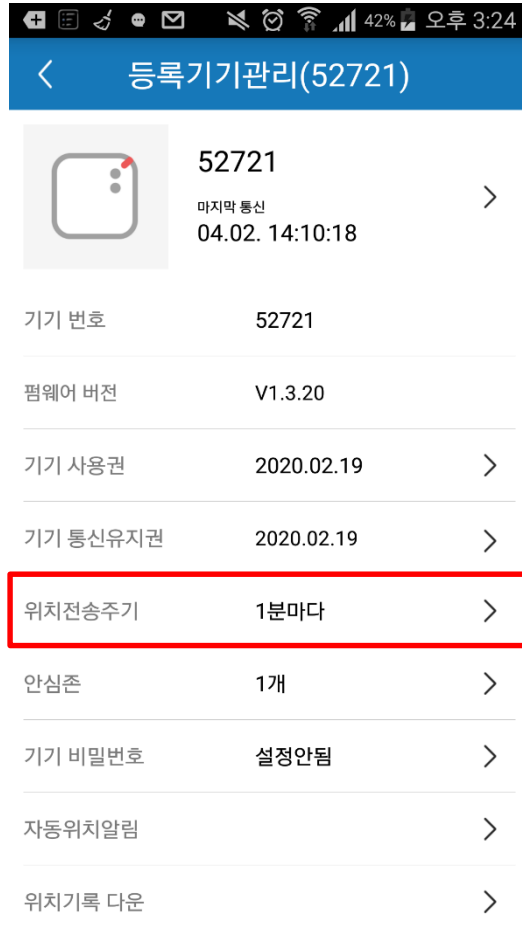 42% 오후 3:24
등록기기관리(52721)
52721
마지막 통신
04.02. 14:10:18
기기 번호 52721
펌웨어 버전 V1.3.20
기기 사용권 2020.02.19
기기 통신유지권 2020.02.19
위치전송주기 1분마다
안심존 1개
기기 비밀번호 설정안됨
자동위치알림
위치기록 다운